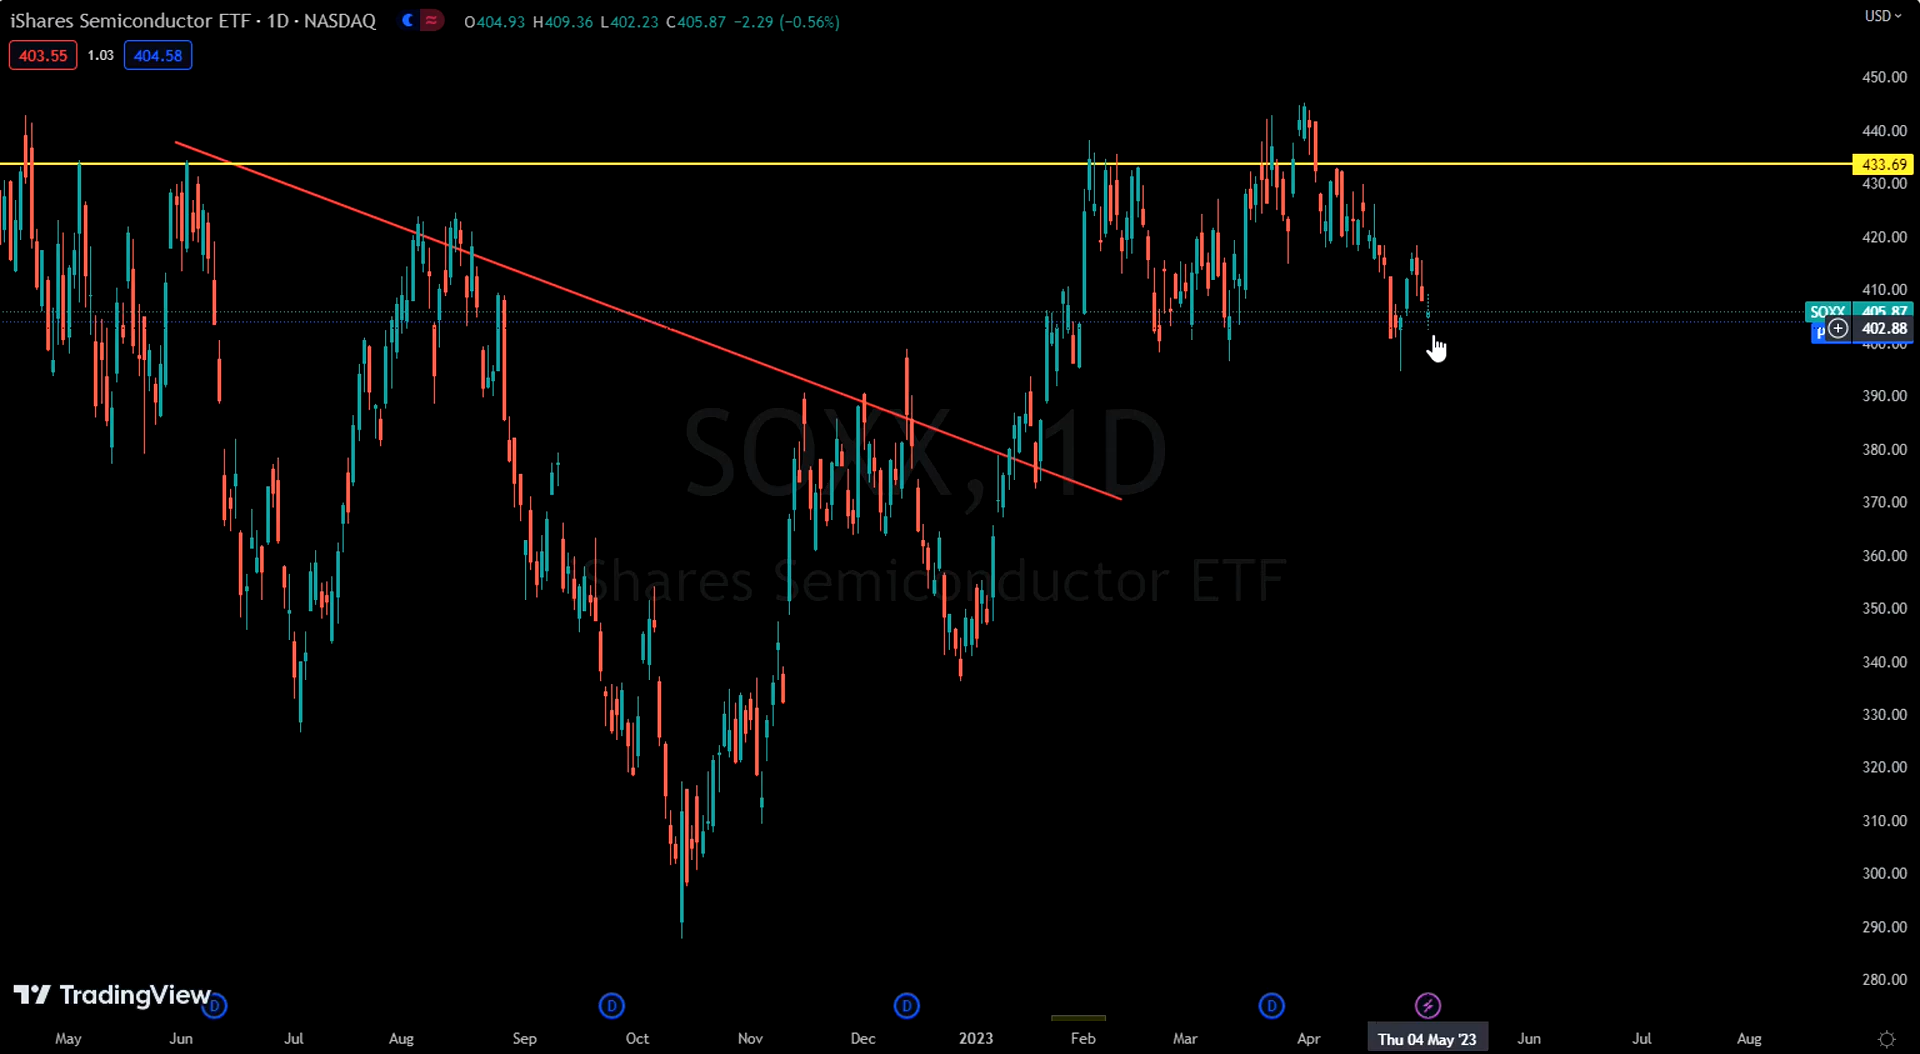 iShares Semiconductor ETF · 1D · NASDAQ O404.93 H409.36 L402.23 C405.87 −2.29 (−0.56%)
USD
403.55 1.03 404.58
450.00
440.00
433.69
430.00
420.00
410.00
SOXX 405.87
402.88
400.00
390.00
SOXX, 1D
380.00
370.00
360.00
iShares Semiconductor ETF
350.00
340.00
330.00
320.00
310.00
300.00
290.00
280.00
TradingView
D D D D
May Jun Jul Aug Sep Oct Nov Dec 2023 Feb Mar Apr Thu 04 May '23 Jun Jul Aug